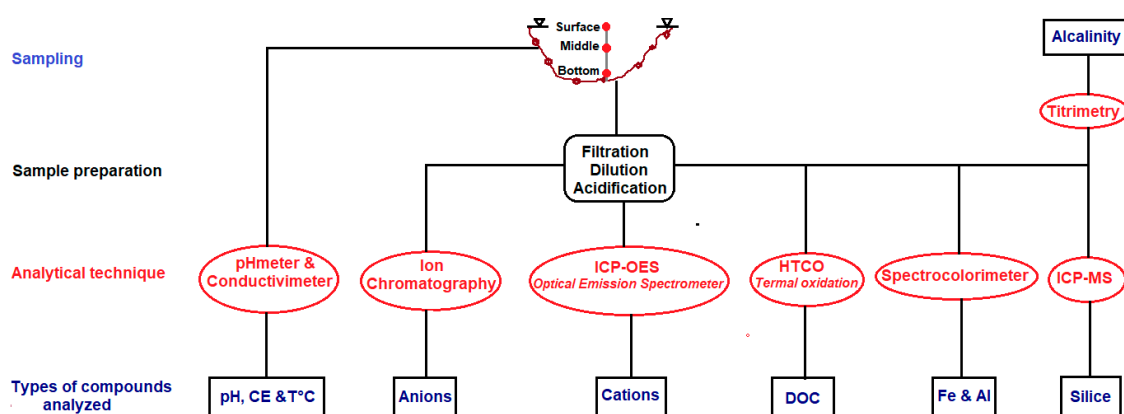 Surface
Middle
Bottom
Alcalinity
Sampling
Titrimetry
Sample preparation
Filtration
Dilution
Acidification
Analytical technique
pHmeter &
Conductivimeter
Ion
Chromatography
ICP-OES
Optical Emission Spectrometer
HTCO
Termal oxidation
Spectrocolorimeter
ICP-MS
Types of compounds
analyzed
pH, CE &T°C
Anions
Cations
DOC
Fe & Al
Silice